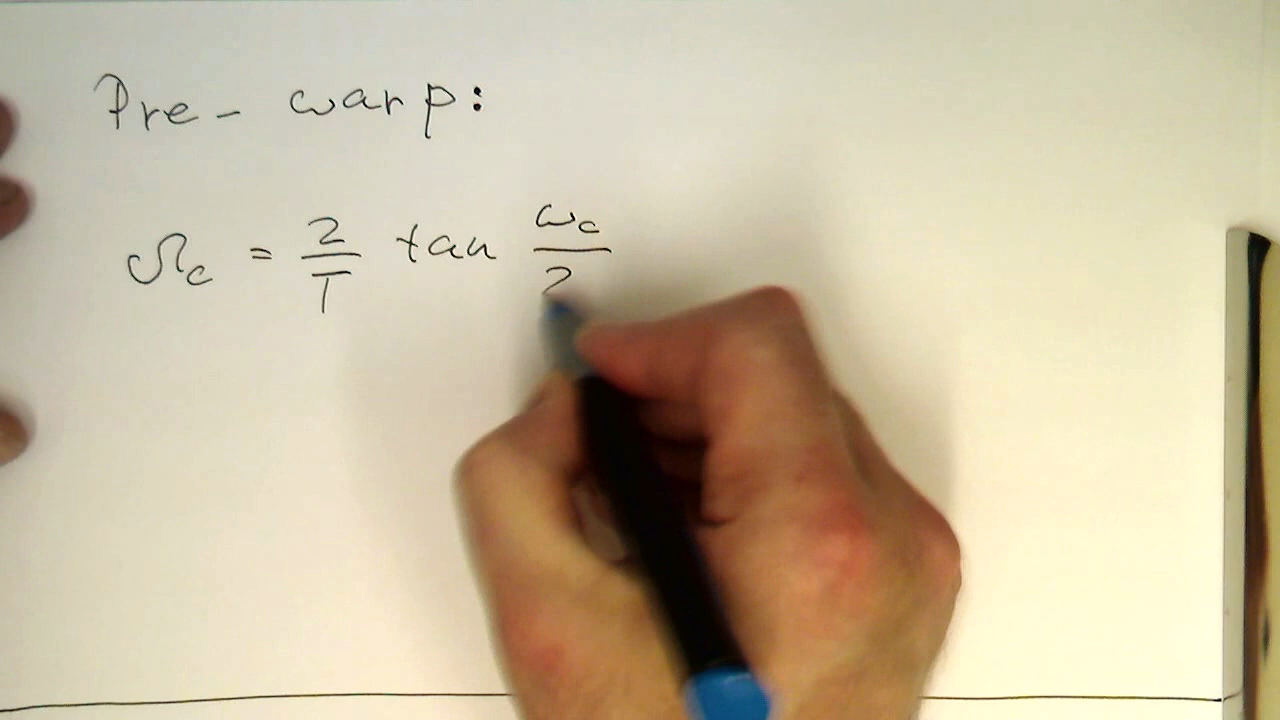 Pre-warp:
Ωc = 2/T tan ωc/2